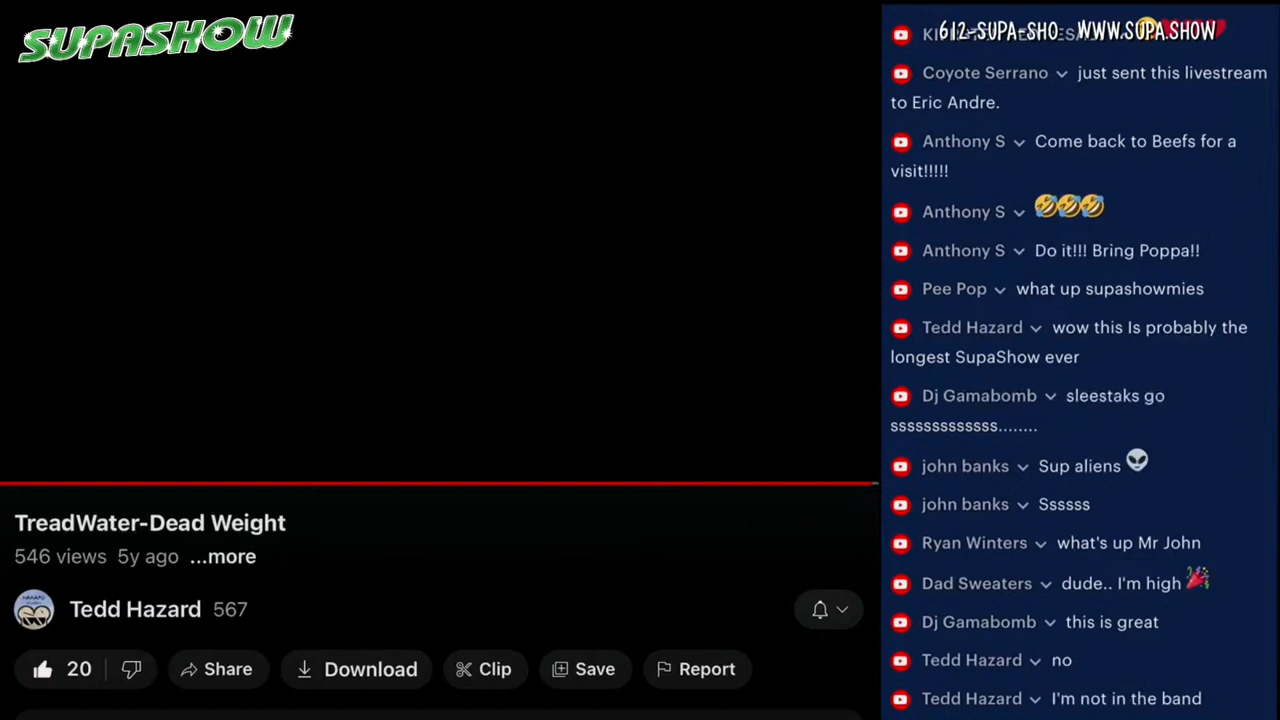 SUPASHOW
612-SUPA-SHO WWW.SUPA.SHOW
Coyote Serrano just sent this livestream
to Eric Andre.
Anthony S Come back to Beefs for a
visit!!!!!
Anthony S 🤣🤣🤣
Anthony S Do it!!! Bring Poppa!!
Pee Pop what up supashowmies
Tedd Hazard wow this Is probably the
longest SupaShow ever
Dj Gamabomb sleestaks go
sssssssssssss........
john banks Sup aliens 👽
john banks Ssssss
Ryan Winters what's up Mr John
Dad Sweaters dude.. I'm high 🎉
Dj Gamabomb this is great
Tedd Hazard no
Tedd Hazard I'm not in the band
TreadWater-Dead Weight
546 views 5y ago ...more
Tedd Hazard 567
20 Share Download Clip Save Report